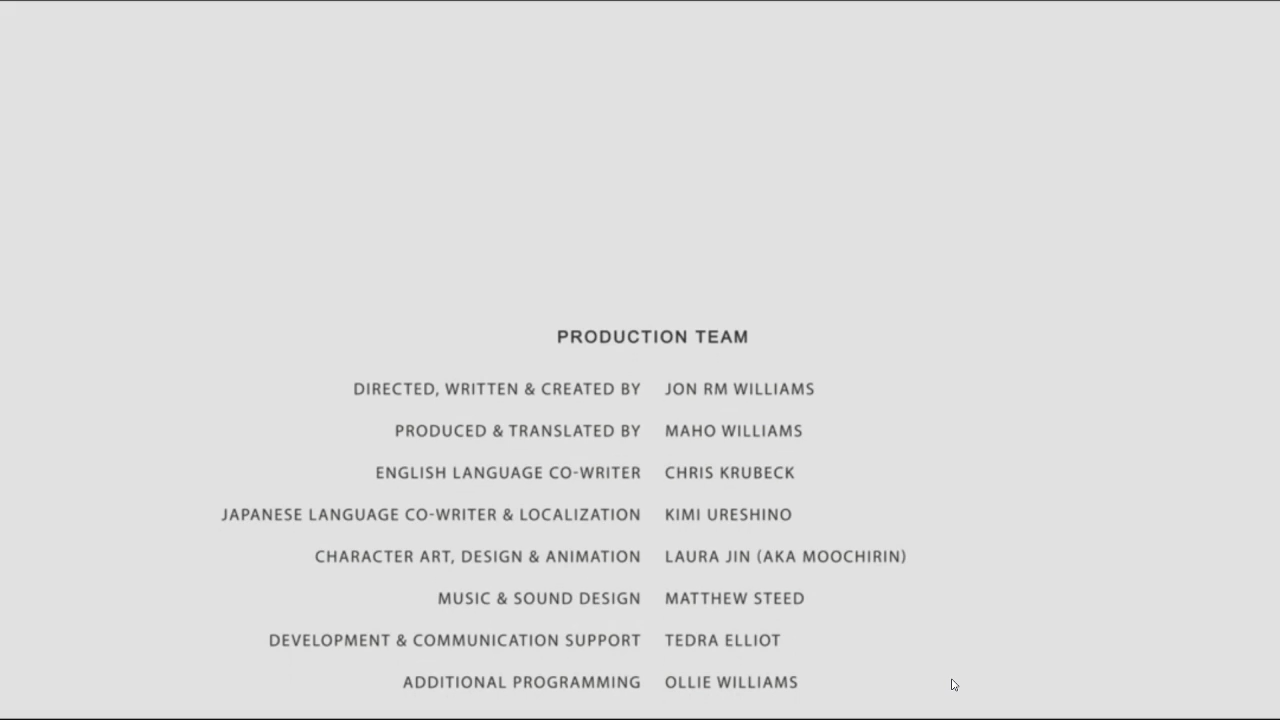 PRODUCTION TEAM
DIRECTED, WRITTEN & CREATED BY JON RM WILLIAMS
PRODUCED & TRANSLATED BY MAHO WILLIAMS
ENGLISH LANGUAGE CO-WRITER CHRIS KRUBECK
JAPANESE LANGUAGE CO-WRITER & LOCALIZATION KIMI URESHINO
CHARACTER ART, DESIGN & ANIMATION LAURA JIN (AKA MOOCHIRIN)
MUSIC & SOUND DESIGN MATTHEW STEED
DEVELOPMENT & COMMUNICATION SUPPORT TEDRA ELLIOT
ADDITIONAL PROGRAMMING OLLIE WILLIAMS